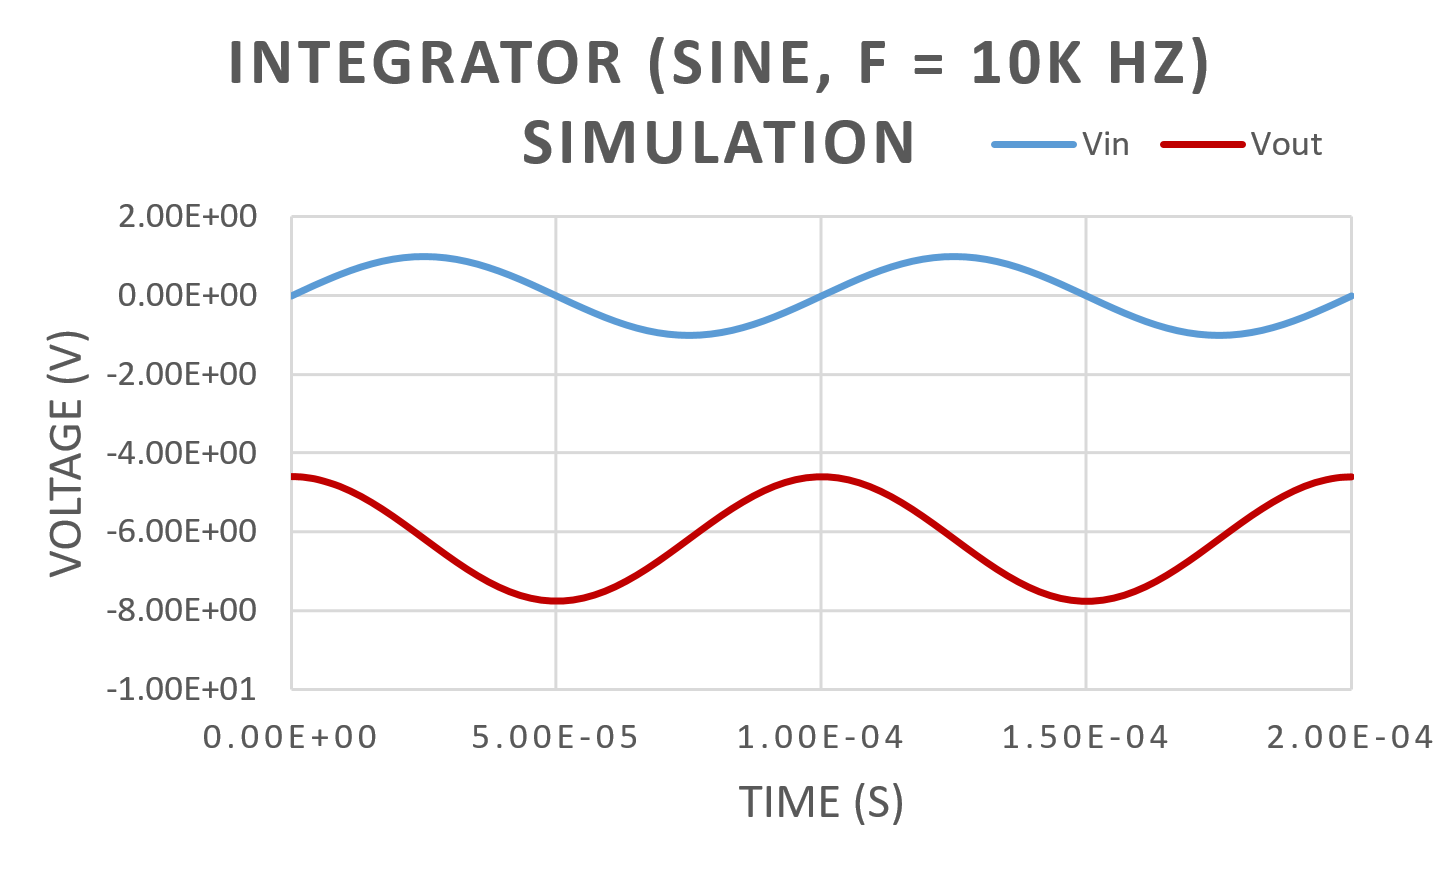 INTEGRATOR (SINE, F = 10K HZ)
SIMULATION
Vin
Vout
2.00E+00
0.00E+00
-2.00E+00
-4.00E+00
-6.00E+00
-8.00E+00
-1.00E+01
VOLTAGE (V)
0.00E+00 5.00E-05 1.00E-04 1.50E-04 2.00E-04
TIME (S)